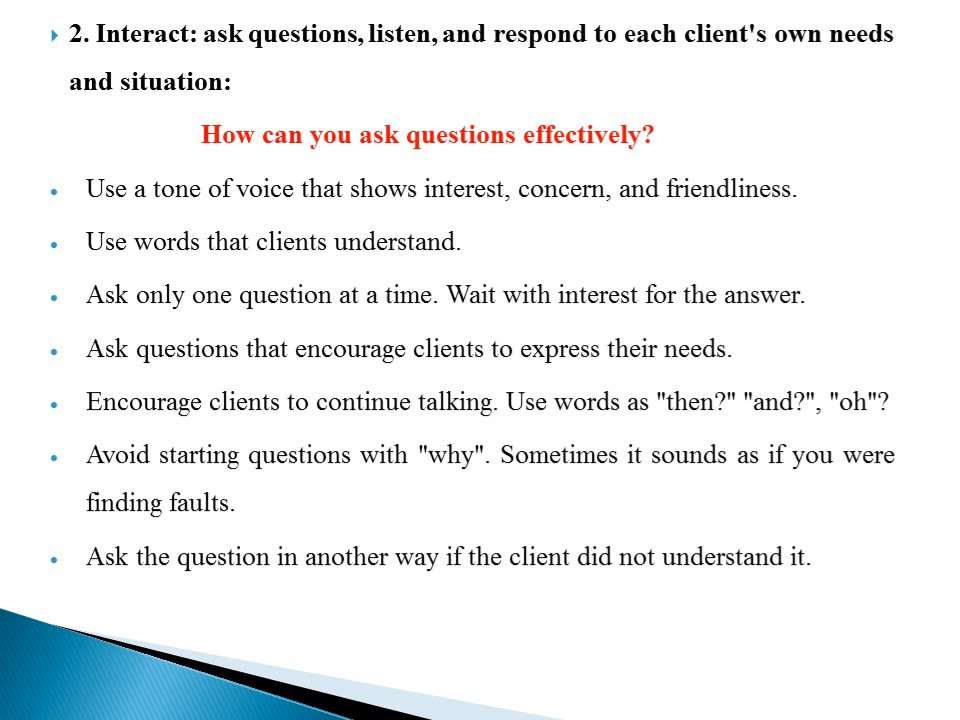 2. Interact: ask questions, listen, and respond to each client's own needs
and situation:
How can you ask questions effectively?
Use a tone of voice that shows interest, concern, and friendliness.
Use words that clients understand.
Ask only one question at a time. Wait with interest for the answer.
Ask questions that encourage clients to express their needs.
Encourage clients to continue talking. Use words as "then?" "and?", "oh"?
Avoid starting questions with "why". Sometimes it sounds as if you were
finding faults.
Ask the question in another way if the client did not understand it.